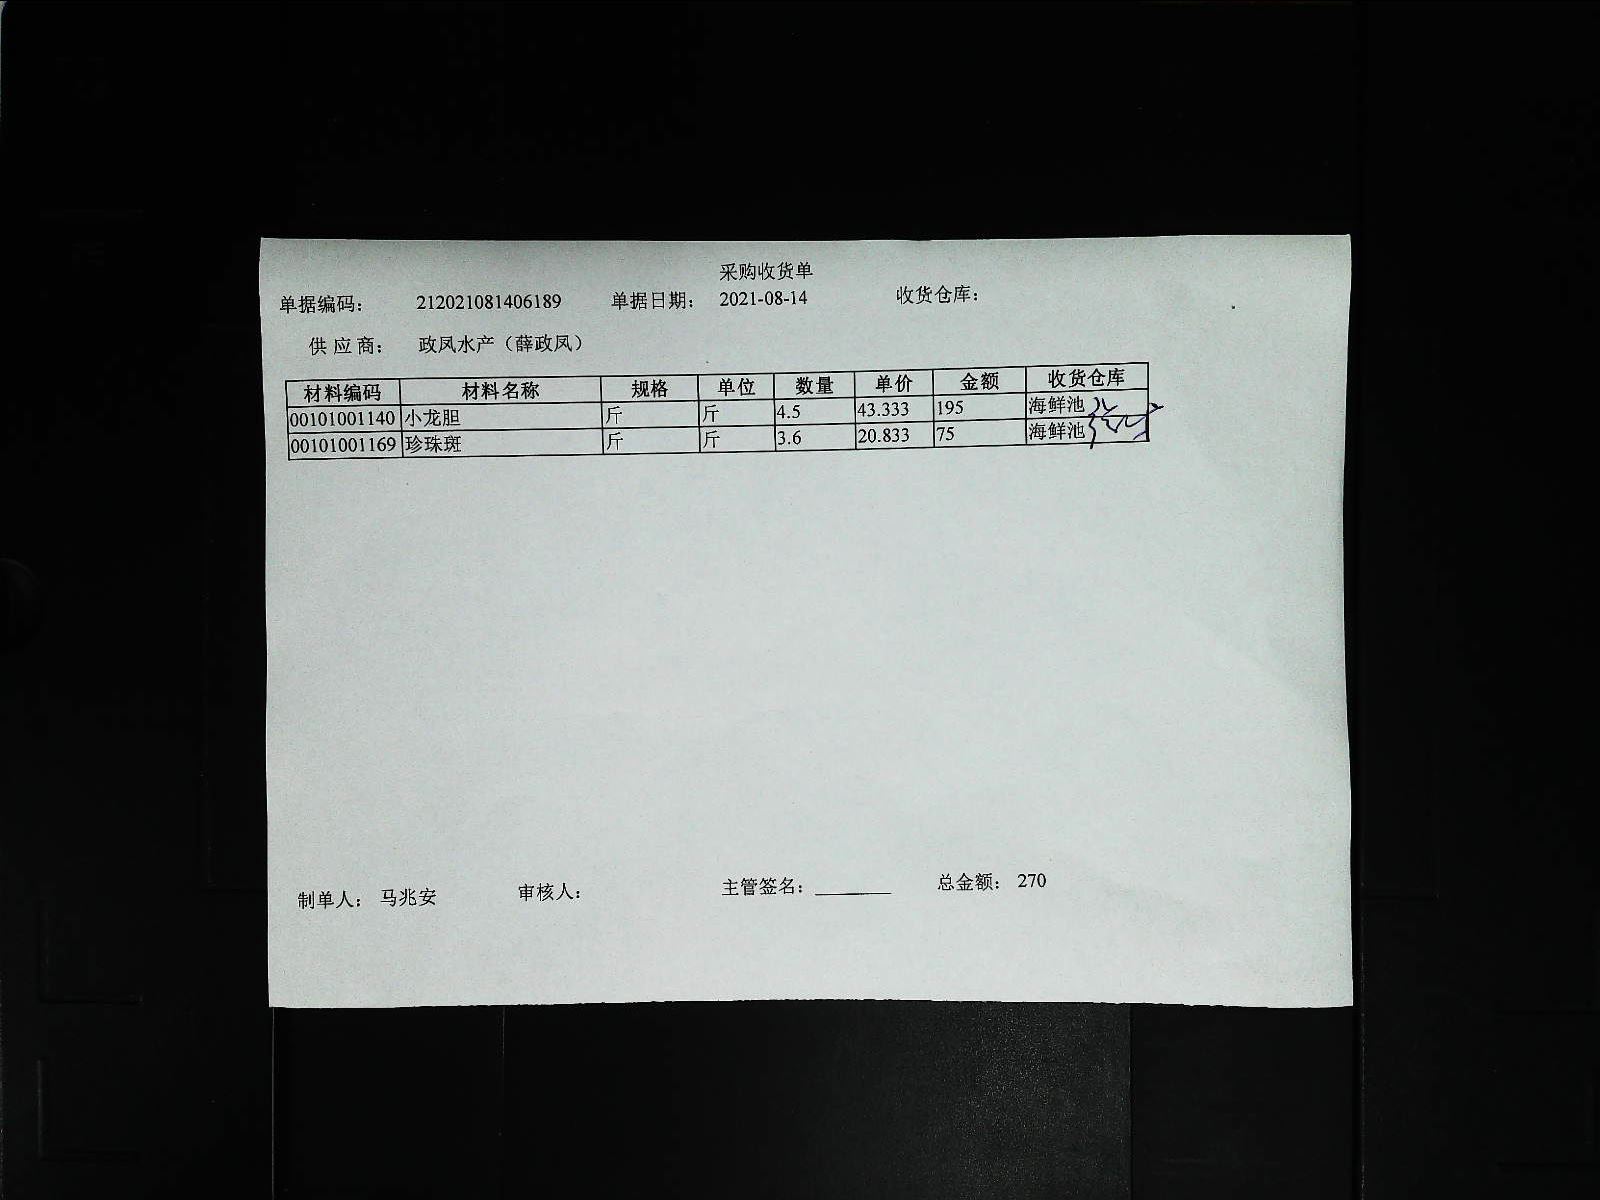 采购收货单
单据编码： 212021081406189 单据日期： 2021-08-14 收货仓库：
供 应 商： 政凤水产（薛政凤）
材料编码 材料名称 规格 单位 数量 单价 金额 收货仓库
00101001140 小龙胆 斤 斤 4.5 43.333 195 海鲜池
00101001169 珍珠斑 斤 斤 3.6 20.833 75 海鲜池
制单人： 马兆安 审核人： 主管签名： 总金额： 270